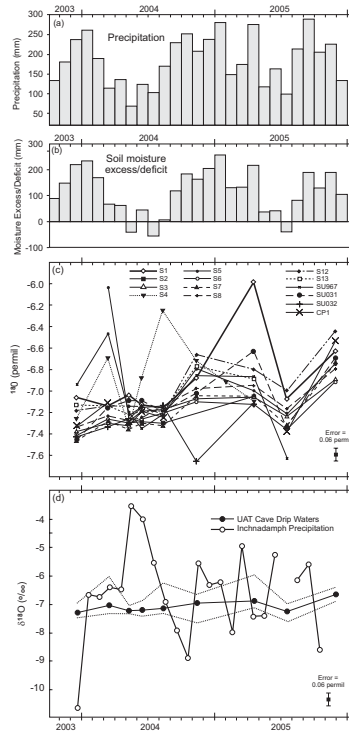 2003 2004 2005
(a) Precipitation
Precipitation (mm)
300
250
200
150
100
50
(b) Soil moisture excess/deficit
Moisture Excess/Deficit (mm)
300
200
100
0
-100
2003 2004 2005
(c)
S1 S5 S12
S2 S6 S13
S3 S7 SU967
S4 S8 SU031
SU032
CP1
18O (permil)
-6.0
-6.2
-6.4
-6.6
-6.8
-7.0
-7.2
-7.4
-7.6
Error =
0.06 permil
(d)
UAT Cave Drip Waters
Inchnadamph Precipitation
δ18O (o/oo)
-4
-5
-6
-7
-8
-9
-10
Error =
0.06 permil
2003 2004 2005